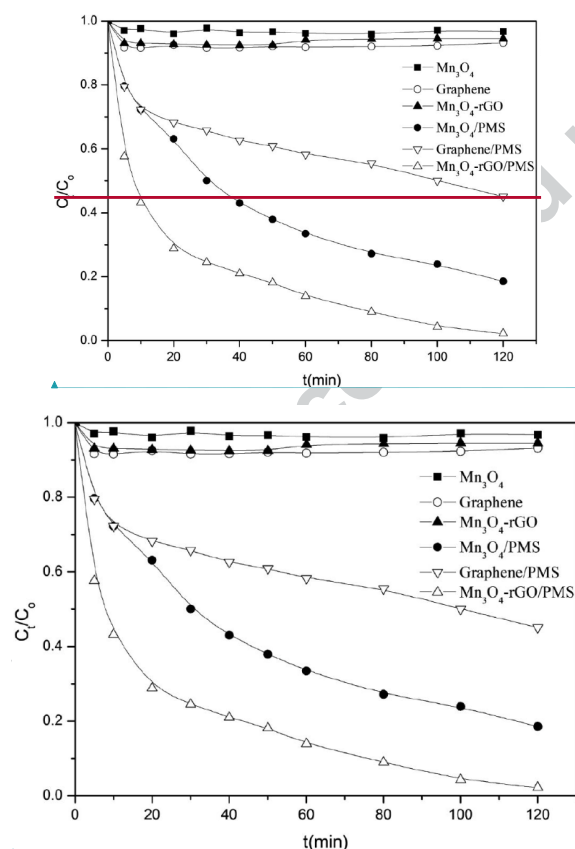 1.0
0.8
0.6
0.4
0.2
0.0
Cₜ/Cₒ
Mn₃O₄
Graphene
Mn₃O₄-rGO
Mn₃O₄/PMS
Graphene/PMS
Mn₃O₄-rGO/PMS
0 20 40 60 80 100 120
t(min)
1.0
0.8
0.6
0.4
0.2
0.0
Cₜ/Cₒ
Mn₃O₄
Graphene
Mn₃O₄-rGO
Mn₃O₄/PMS
Graphene/PMS
Mn₃O₄-rGO/PMS
0 20 40 60 80 100 120
t(min)